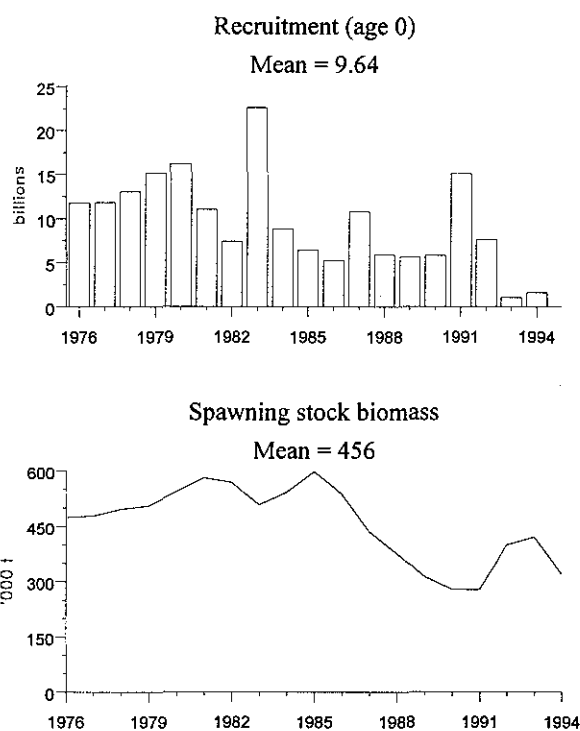 Recruitment (age 0)
Mean = 9.64
25
20
15
10
5
0
billions
1976 1979 1982 1985 1988 1991 1994
Spawning stock biomass
Mean = 456
600
450
300
150
0
'000 t
1976 1979 1982 1985 1988 1991 1994